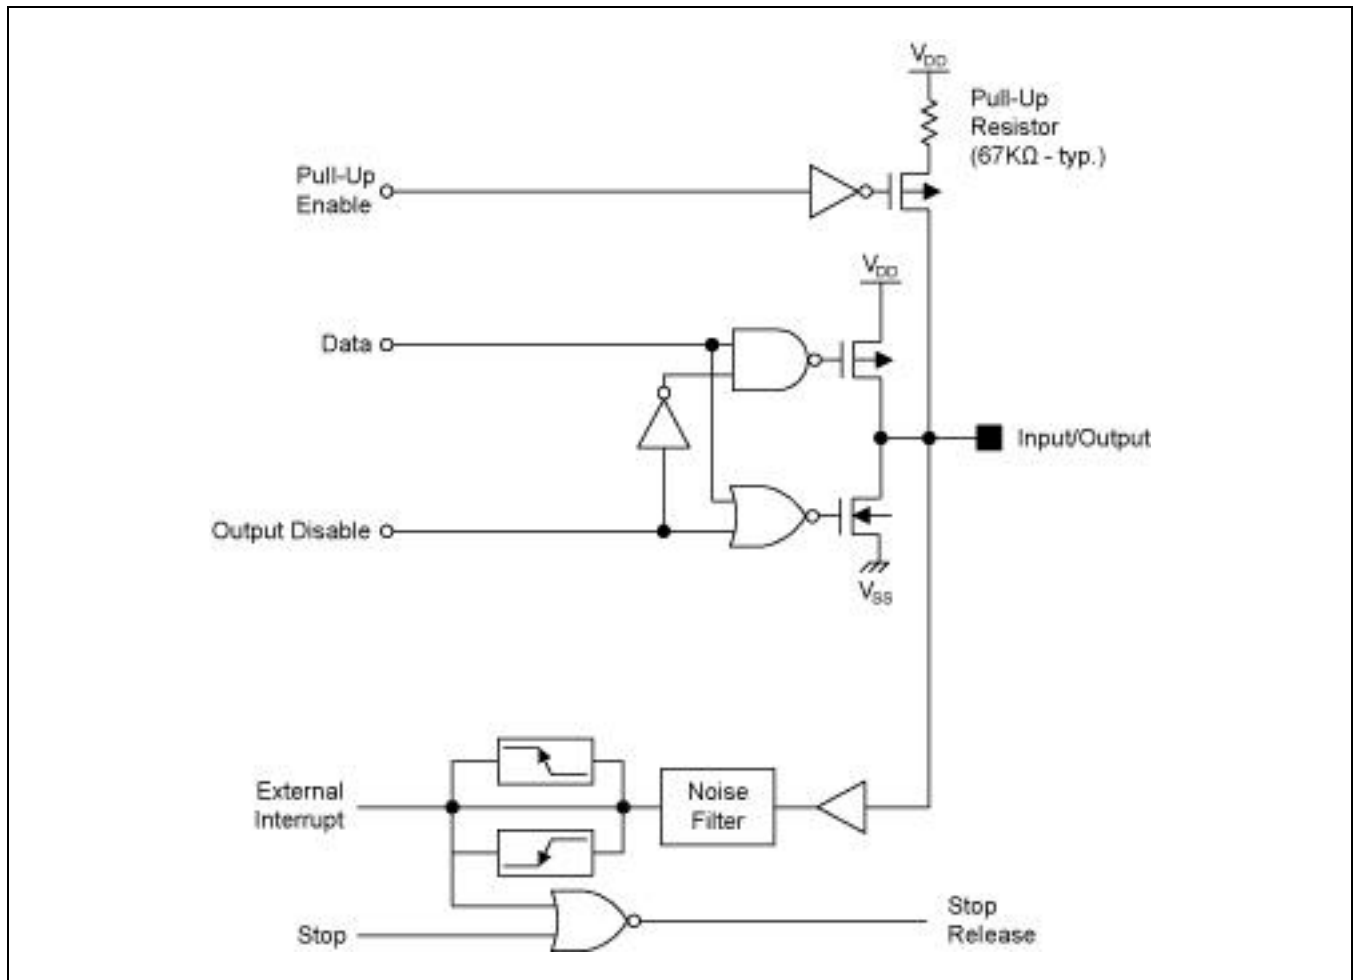 VDD
Pull-Up
Resistor
(67KΩ - typ.)
Pull-Up
Enable
VDD
Data
Input/Output
Output Disable
VSS
External
Interrupt
Noise
Filter
Stop
Stop
Release